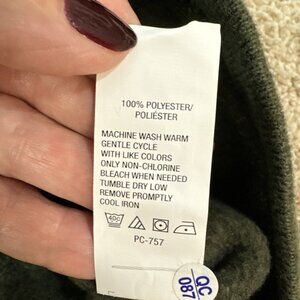 100% POLYESTER/
POLIÉSTER
MACHINE WASH WARM
GENTLE CYCLE
WITH LIKE COLORS
ONLY NON-CHLORINE
BLEACH WHEN NEEDED
TUMBLE DRY LOW
REMOVE PROMPTLY
COOL IRON
40C
PC-757
QC
087